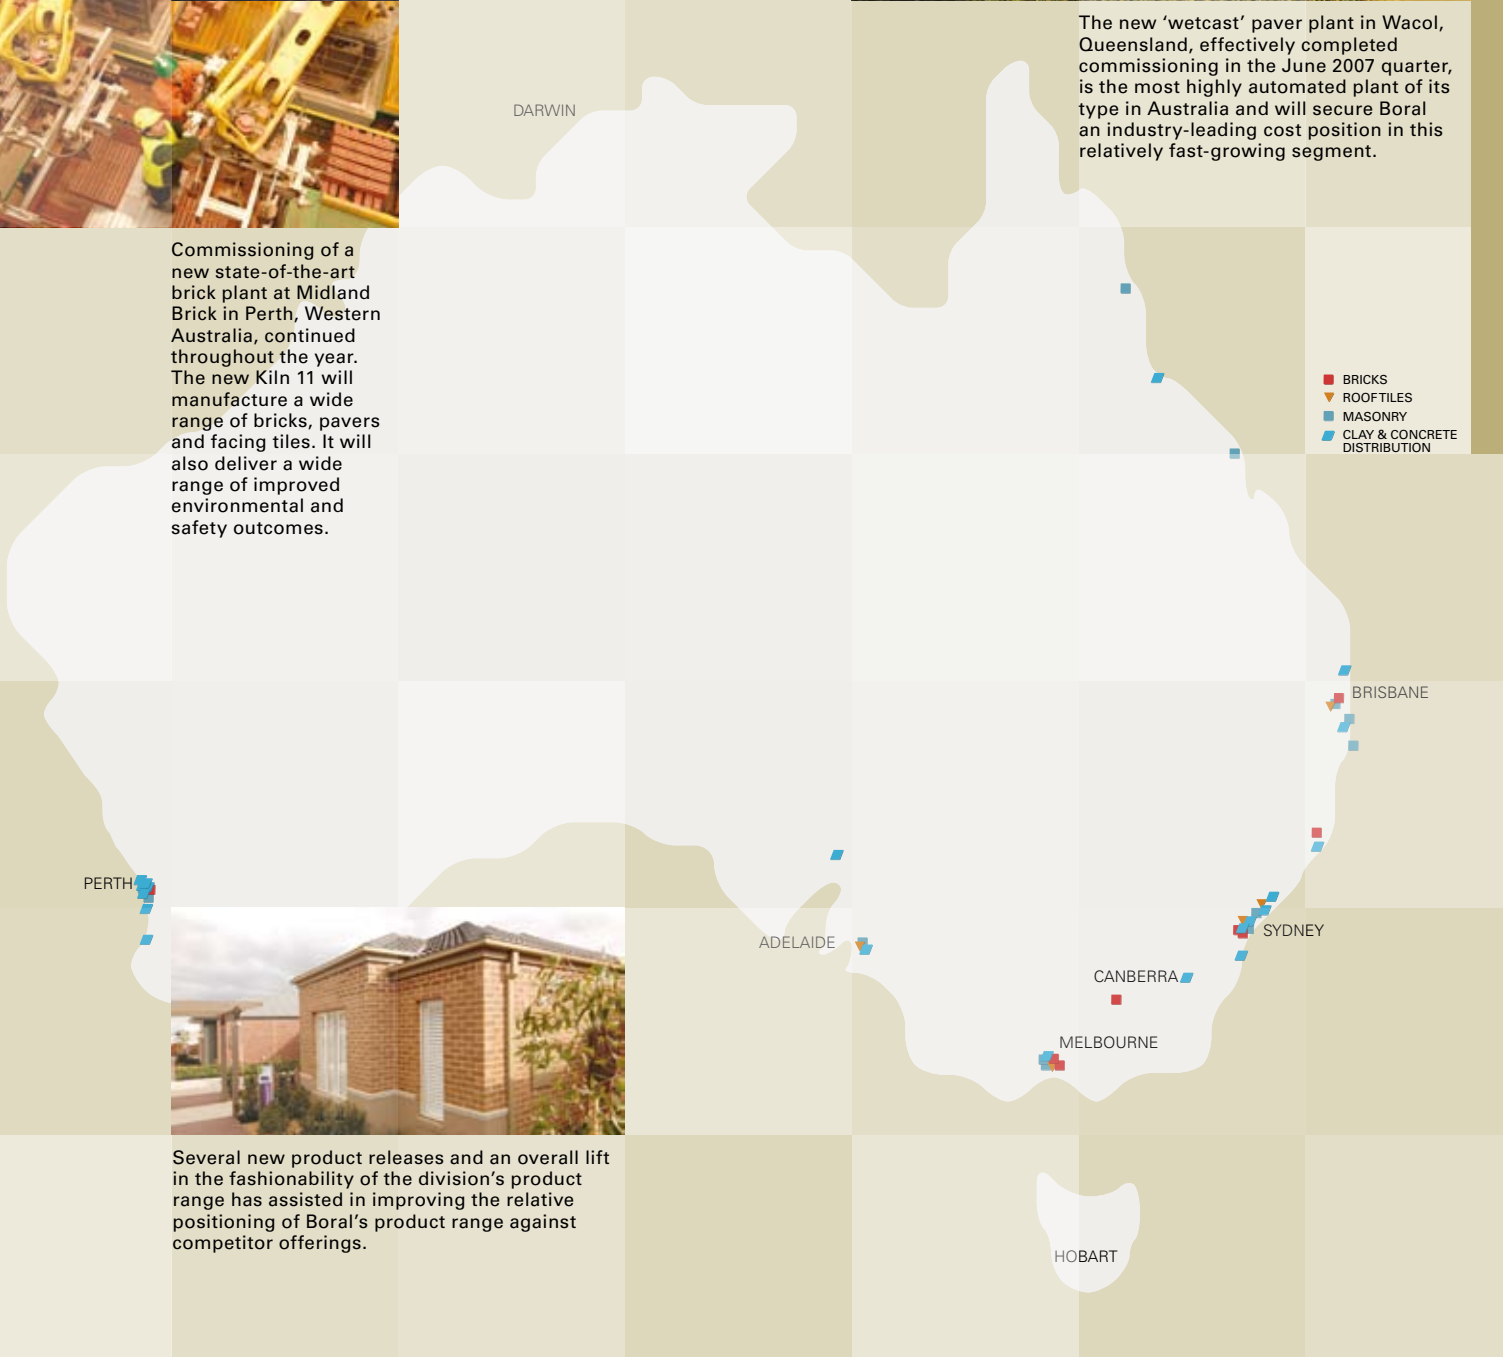 The new ‘wetcast’ paver plant in Wacol,
Queensland, effectively completed
commissioning in the June 2007 quarter,
is the most highly automated plant of its
type in Australia and will secure Boral
an industry-leading cost position in this
relatively fast-growing segment.
DARWIN
Commissioning of a
new state-of-the-art
brick plant at Midland
Brick in Perth, Western
Australia, continued
throughout the year.
The new Kiln 11 will
manufacture a wide
range of bricks, pavers
and facing tiles. It will
also deliver a wide
range of improved
environmental and
safety outcomes.
BRICKS
ROOF TILES
MASONRY
CLAY & CONCRETE
DISTRIBUTION
BRISBANE
PERTH
ADELAIDE
SYDNEY
CANBERRA
MELBOURNE
Several new product releases and an overall lift
in the fashionability of the division’s product
range has assisted in improving the relative
positioning of Boral’s product range against
competitor offerings.
HOBART